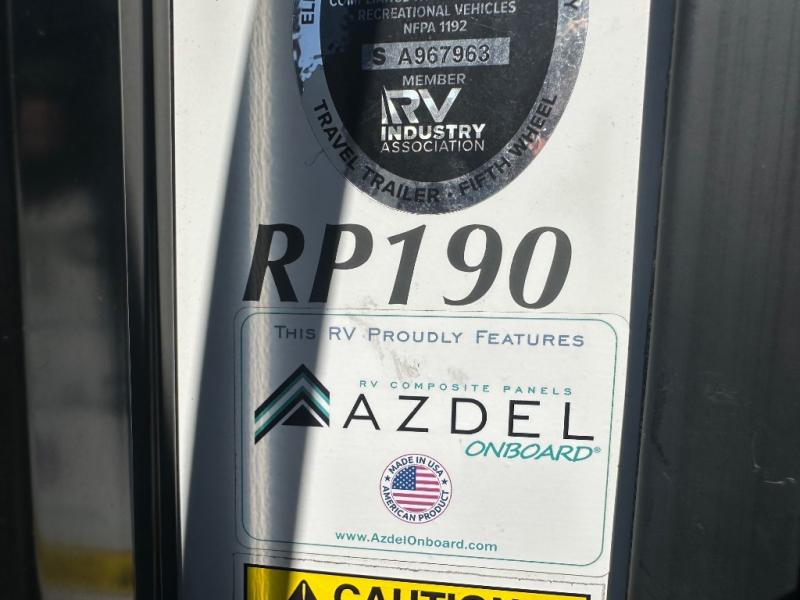 RECREATIONAL VEHICLES
NFPA 1192
S A967963
MEMBER
RV
INDUSTRY
ASSOCIATION
TRAVEL TRAILER - FIFTH WHEEL
RP190
THIS RV PROUDLY FEATURES
RV COMPOSITE PANELS
AZDEL
ONBOARD®
MADE IN USA
AMERICAN PRODUCT
www.AzdelOnboard.com
CAUTION